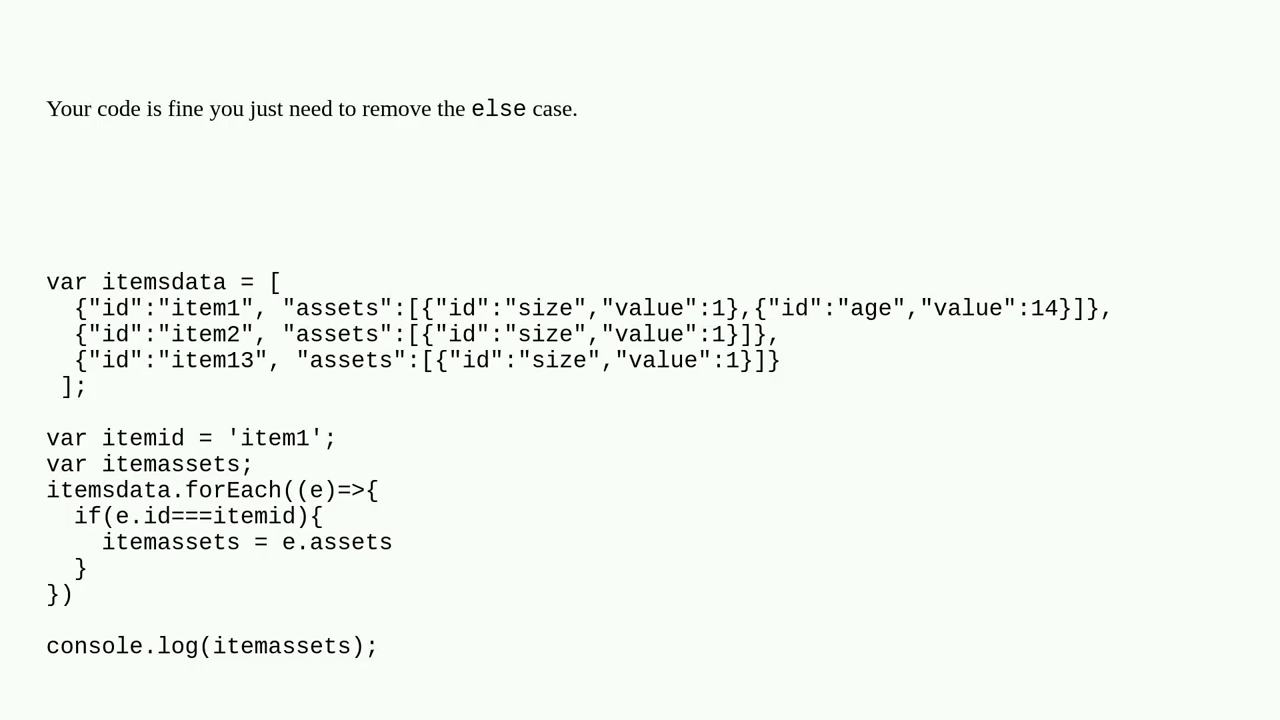 Your code is fine you just need to remove the else case.
var itemsdata = [
  {"id":"item1", "assets":[{"id":"size","value":1},{"id":"age","value":14}]},
  {"id":"item2", "assets":[{"id":"size","value":1}]},
  {"id":"item13", "assets":[{"id":"size","value":1}]}
 ];
var itemid = 'item1';
var itemassets;
itemsdata.forEach((e)=>{
  if(e.id===itemid){
    itemassets = e.assets
  }
})
console.log(itemassets);